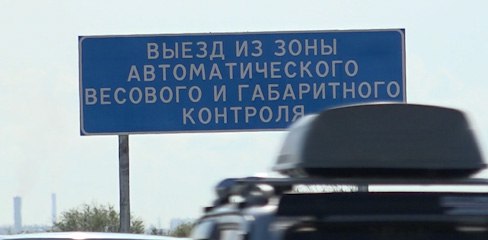 ВЫЕЗД ИЗ ЗОНЫ
АВТОМАТИЧЕСКОГО
ВЕСОВОГО И ГАБАРИТНОГО
КОНТРОЛЯ